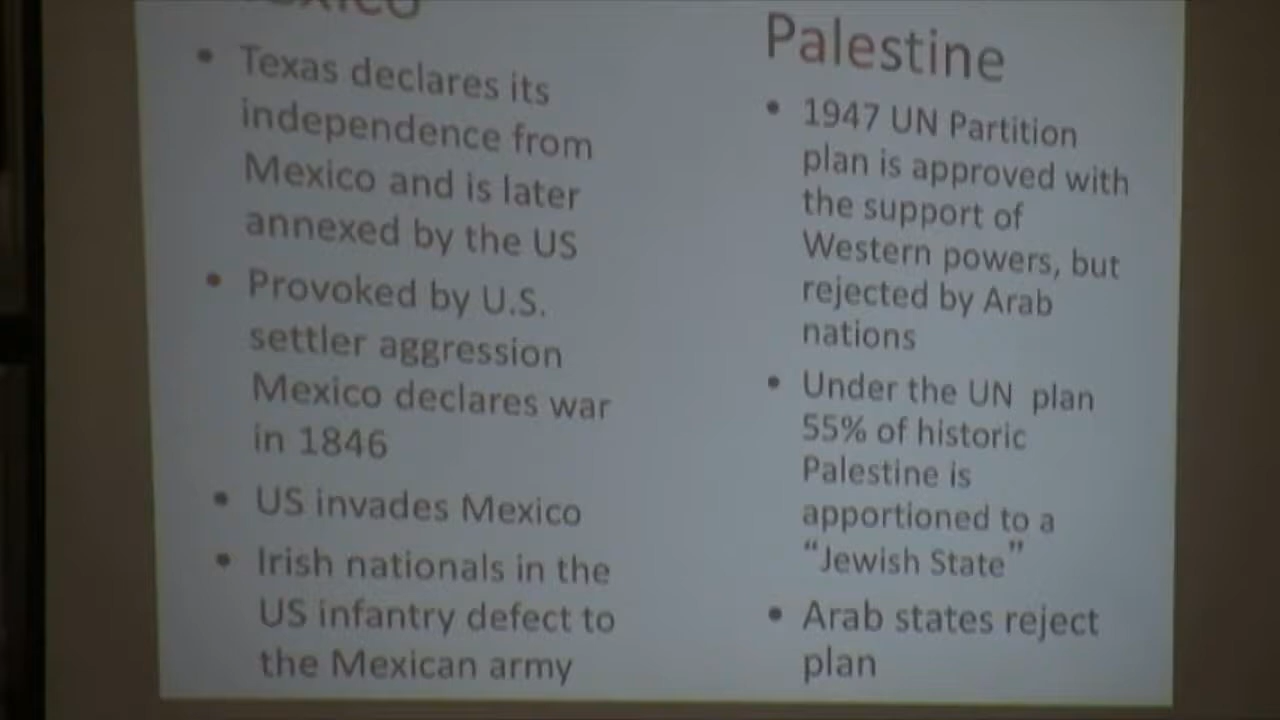 Mexico
Texas declares its
independence from
Mexico and is later
annexed by the US
Provoked by U.S.
settler aggression
Mexico declares war
in 1846
US invades Mexico
Irish nationals in the
US infantry defect to
the Mexican army
Palestine
1947 UN Partition
plan is approved with
the support of
Western powers, but
rejected by Arab
nations
Under the UN plan
55% of historic
Palestine is
apportioned to a
“Jewish State”
Arab states reject
plan